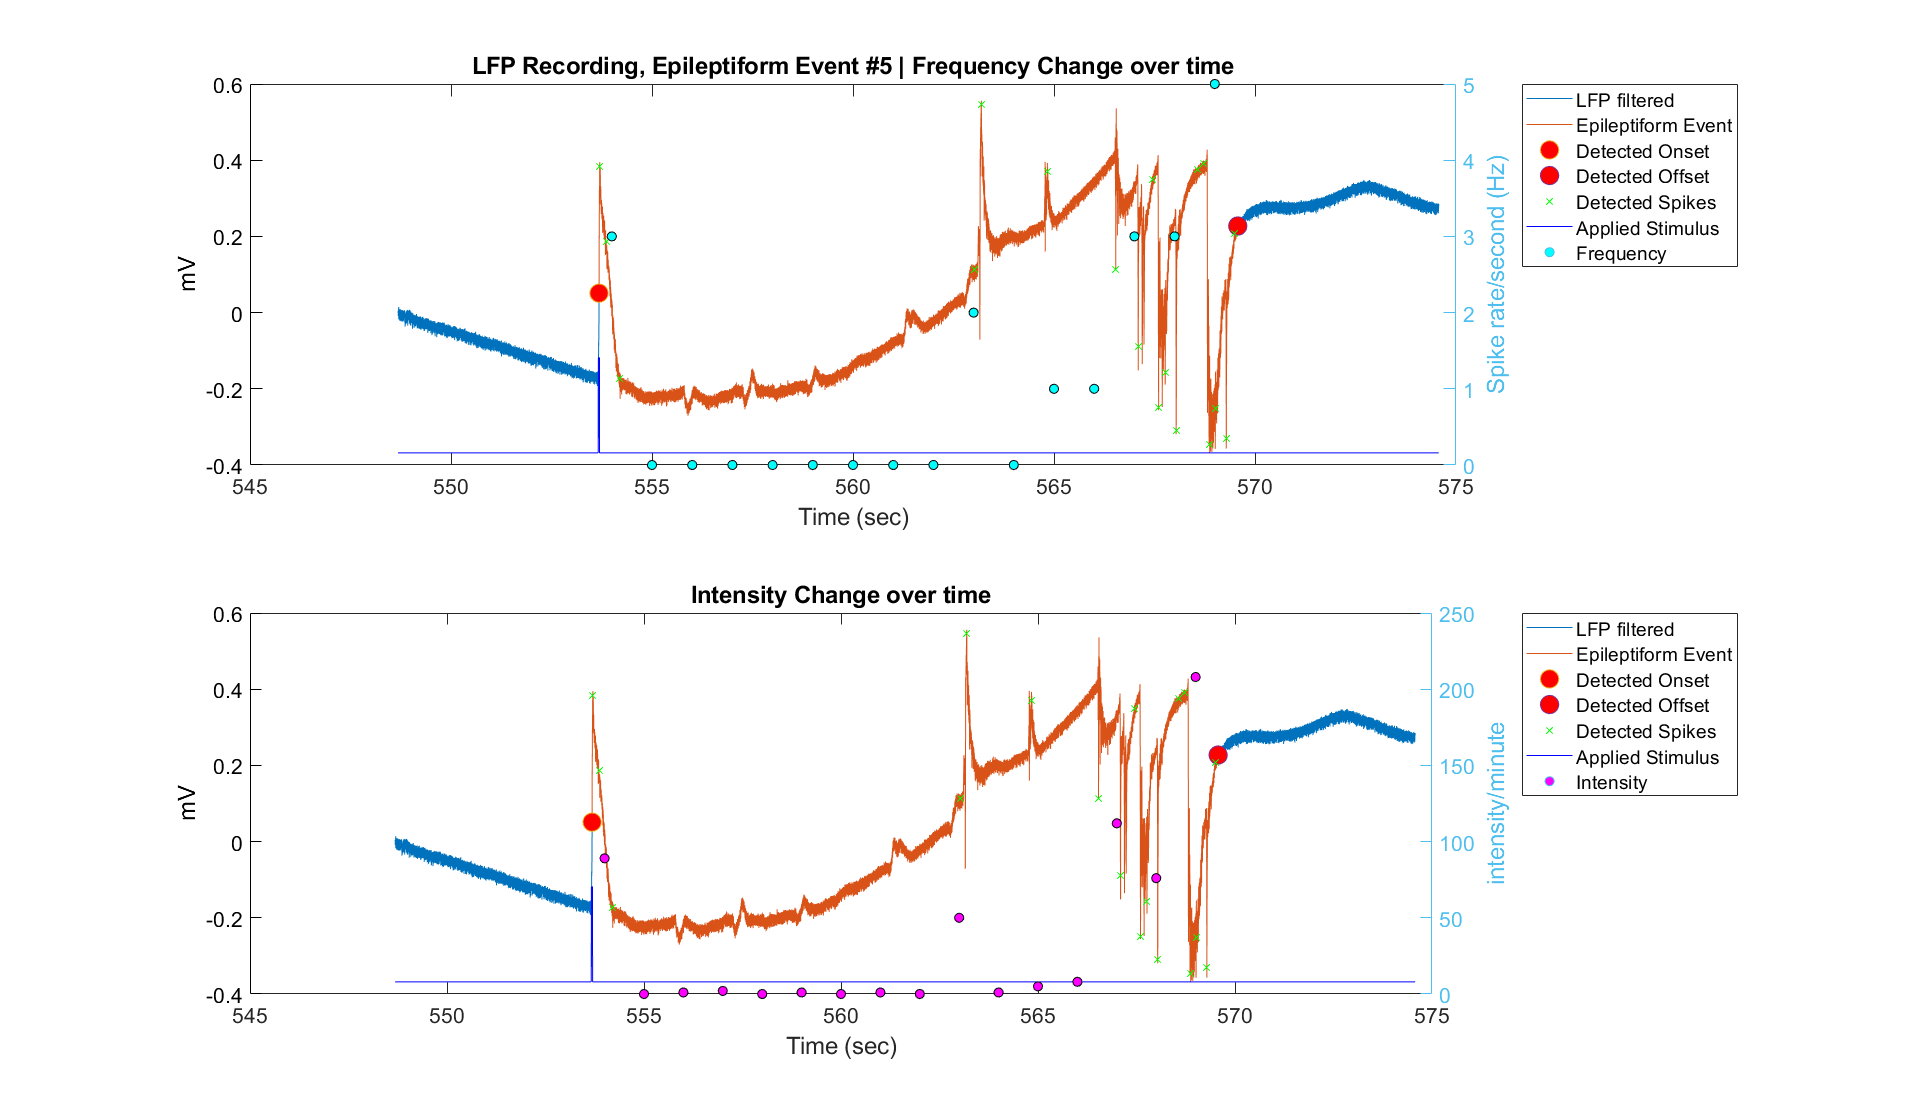 LFP Recording, Epileptiform Event #5 | Frequency Change over time
0.6
0.4
0.2
0
-0.2
-0.4
mV
545
550
555
560
565
570
575
Time (sec)
5
4
3
2
1
0
Spike rate/second (Hz)
LFP filtered
Epileptiform Event
Detected Onset
Detected Offset
Detected Spikes
Applied Stimulus
Frequency
Intensity Change over time
0.6
0.4
0.2
0
-0.2
-0.4
mV
545
550
555
560
565
570
575
Time (sec)
250
200
150
100
50
0
intensity/minute
LFP filtered
Epileptiform Event
Detected Onset
Detected Offset
Detected Spikes
Applied Stimulus
Intensity